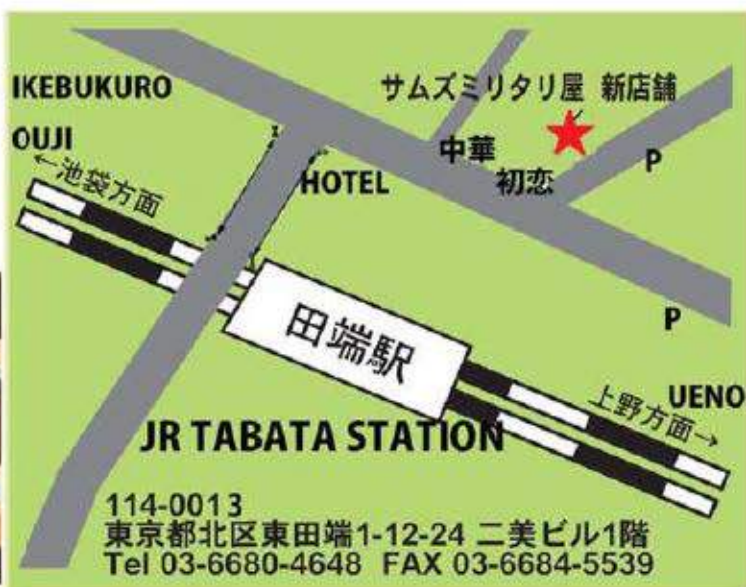 IKEBUKURO
サムズミリタリ屋 新店舗
OUJI
←池袋方面
中華
初恋
P
HOTEL
田端駅
P
UENO
上野方面→
JR TABATA STATION
114-0013
東京都北区東田端1-12-24 二美ビル1階
Tel 03-6680-4648 FAX 03-6684-5539